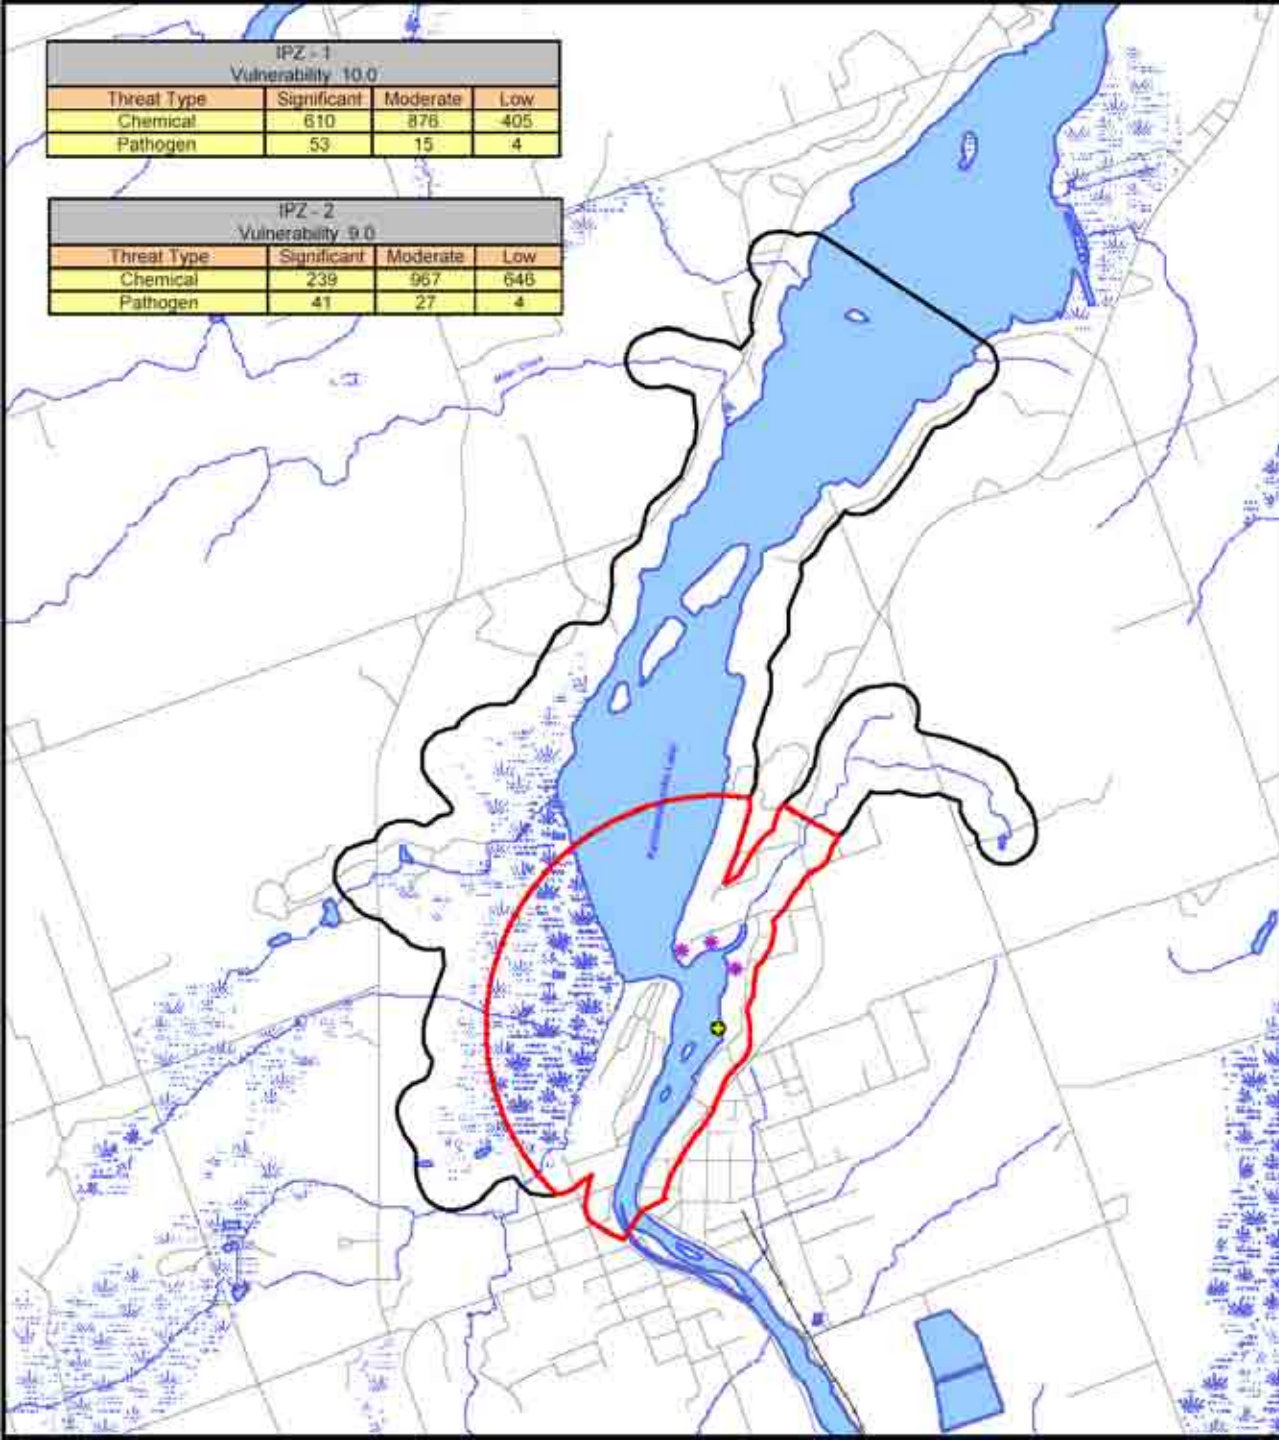 IPZ - 1
Vulnerability 10.0
Threat Type Significant Moderate Low
Chemical 610 876 405
Pathogen 53 15 4
IPZ - 2
Vulnerability 9.0
Threat Type Significant Moderate Low
Chemical 239 967 646
Pathogen 41 27 4
Lake